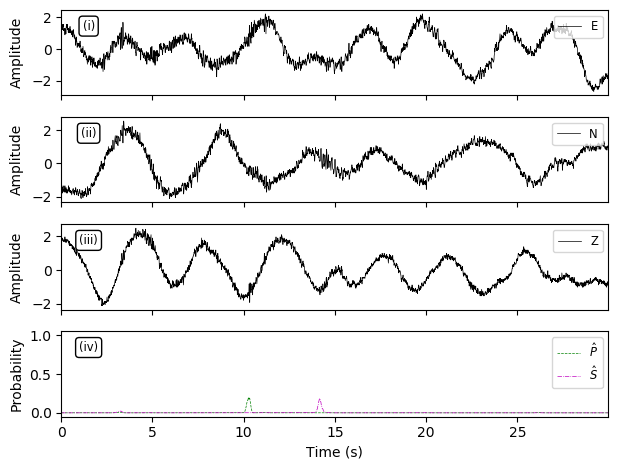 Amplitude
2
0
−2
(i)
E
Amplitude
2
0
−2
(ii)
N
Amplitude
2
0
−2
(iii)
Z
Probability
1.0
0.5
0.0
(iv)
P̂
Ŝ
0 5 10 15 20 25
Time (s)